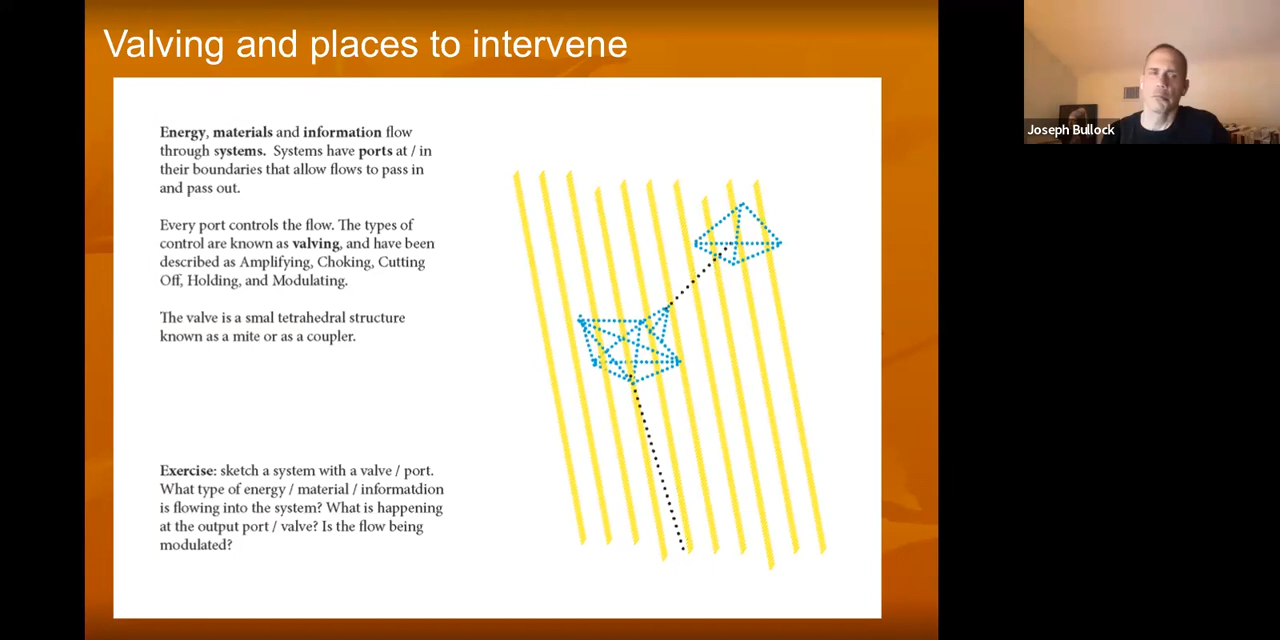 Valving and places to intervene
Energy, materials and information flow
through systems. Systems have ports at / in
their boundaries that allow flows to pass in
and pass out.
Every port controls the flow. The types of
control are known as valving, and have been
described as Amplifying, Choking, Cutting
Off, Holding, and Modulating.
The valve is a smal tetrahedral structure
known as a mite or as a coupler.
Exercise: sketch a system with a valve / port.
What type of energy / material / informatdion
is flowing into the system? What is happening
at the output port / valve? Is the flow being
modulated?
Joseph Bullock